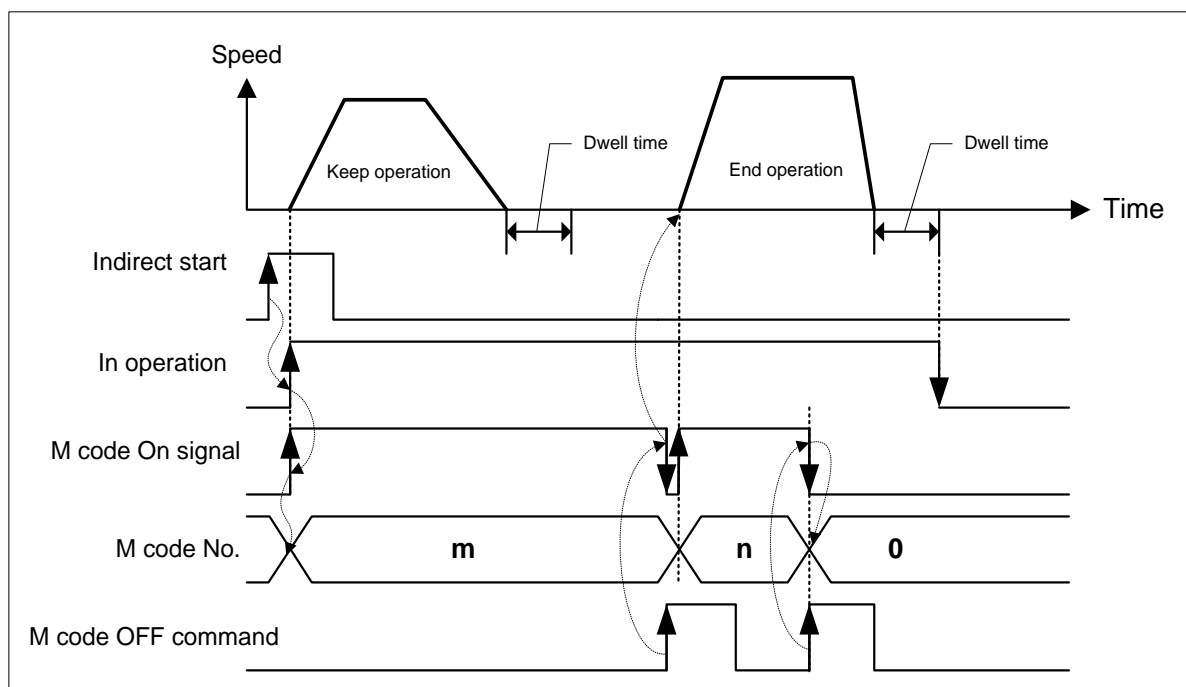 Speed
Dwell time
Dwell time
Keep operation
End operation
Time
Indirect start
In operation
M code On signal
M code No.
m
n
0
M code OFF command